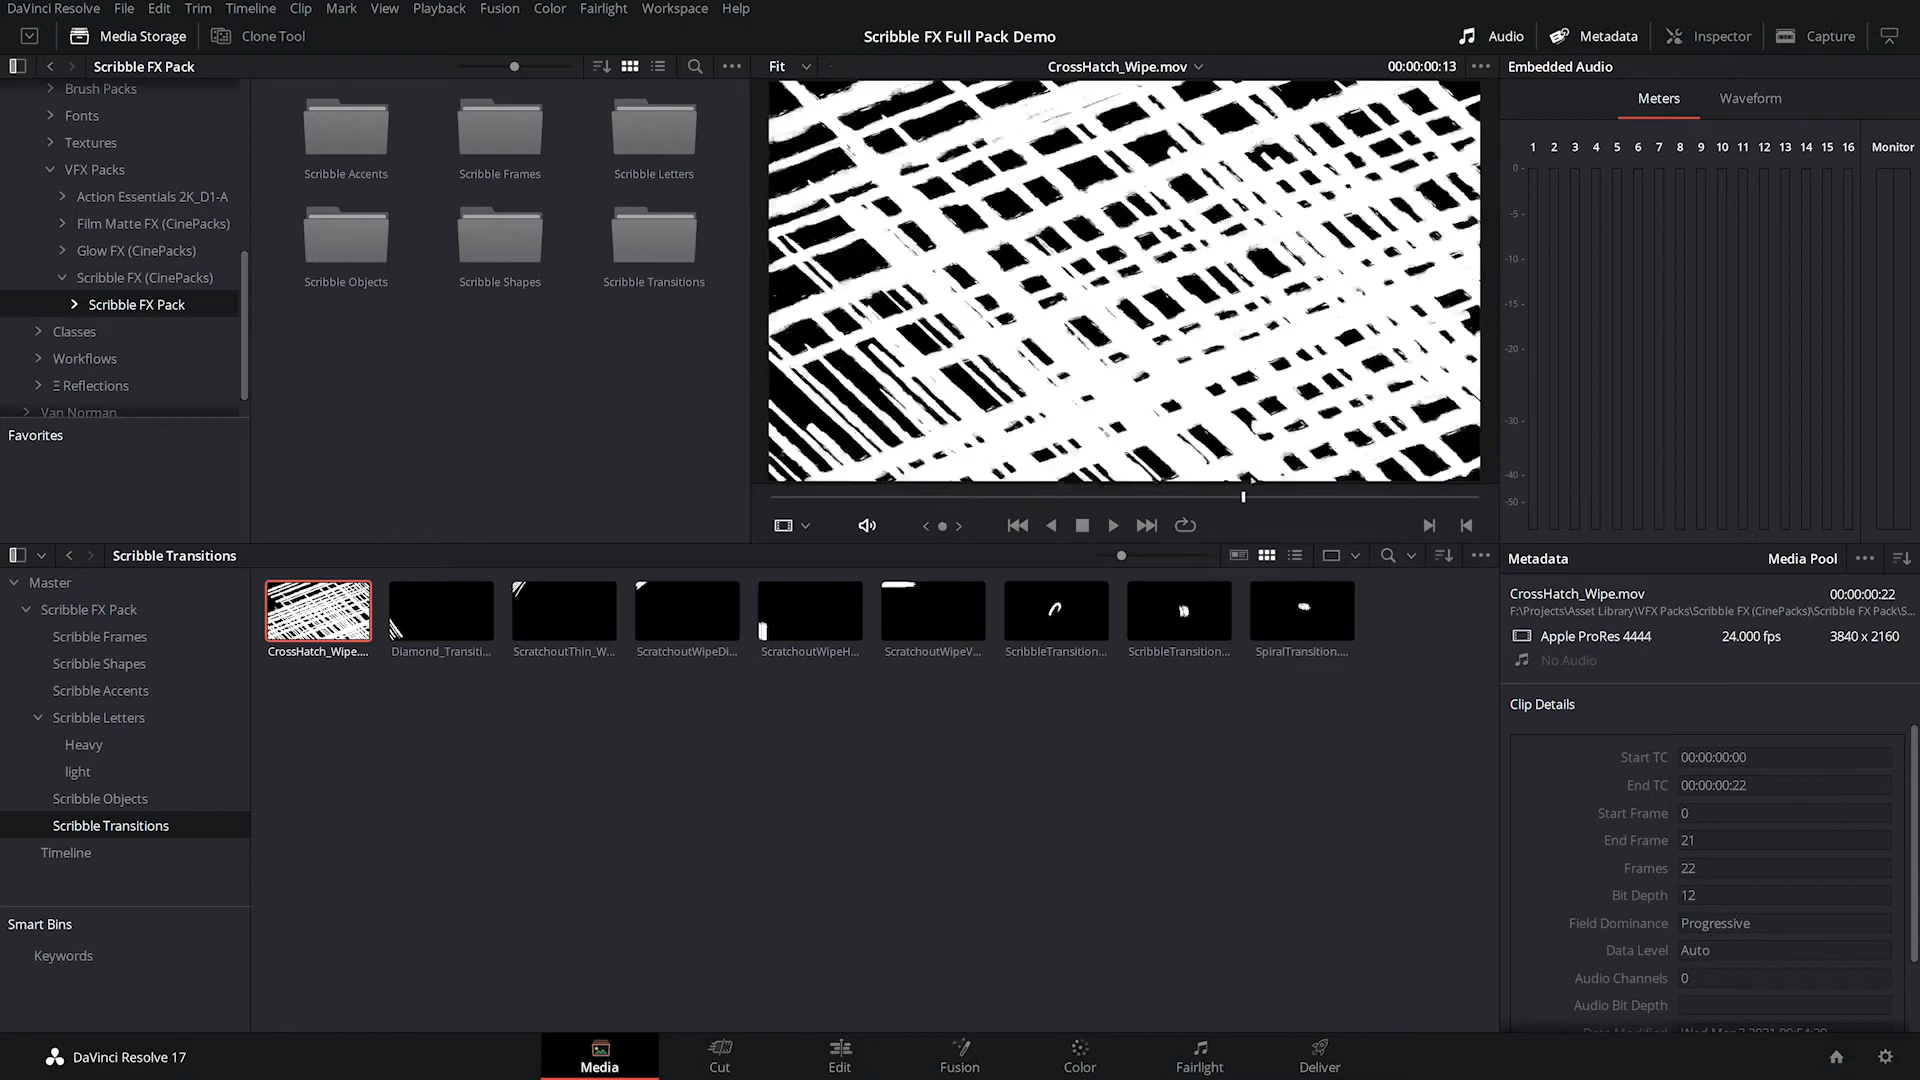 DaVinci Resolve File Edit Trim Timeline Clip Mark View Playback Fusion Color Fairlight Workspace Help
Media Storage Clone Tool Scribble FX Full Pack Demo Audio Metadata Inspector Capture
Scribble FX Pack Fit CrossHatch_Wipe.mov 00:00:00:13 Embedded Audio
Brush Packs
Fonts
Textures
VFX Packs
Action Essentials 2K_D1-A
Film Matte FX (CinePacks)
Glow FX (CinePacks)
Scribble FX (CinePacks)
Scribble FX Pack
Classes
Workflows
Ξ Reflections
Van Norman
Favorites
Scribble Accents Scribble Frames Scribble Letters
Scribble Objects Scribble Shapes Scribble Transitions
Meters Waveform
1 2 3 4 5 6 7 8 9 10 11 12 13 14 15 16 Monitor
0
-5
-10
-15
-20
-30
-40
-50
Scribble Transitions
Master
Scribble FX Pack
Scribble Frames
Scribble Shapes
Scribble Accents
Scribble Letters
Heavy
light
Scribble Objects
Scribble Transitions
Timeline
Smart Bins
Keywords
CrossHatch_Wipe.... Diamond_Transiti... ScratchoutThin_W... ScratchoutWipeDi... ScratchoutWipeH... ScratchoutWipeV... ScribbleTransition... ScribbleTransition... SpiralTransition....
Metadata Media Pool
CrossHatch_Wipe.mov 00:00:00:22
F:\Projects\Asset Library\VFX Packs\Scribble FX (CinePacks)\Scribble FX Pack\S...
Apple ProRes 4444 24.000 fps 3840 x 2160
No Audio
Clip Details
Start TC 00:00:00:00
End TC 00:00:00:22
Start Frame 0
End Frame 21
Frames 22
Bit Depth 12
Field Dominance Progressive
Data Level Auto
Audio Channels 0
Audio Bit Depth
DaVinci Resolve 17 Media Cut Edit Fusion Color Fairlight Deliver